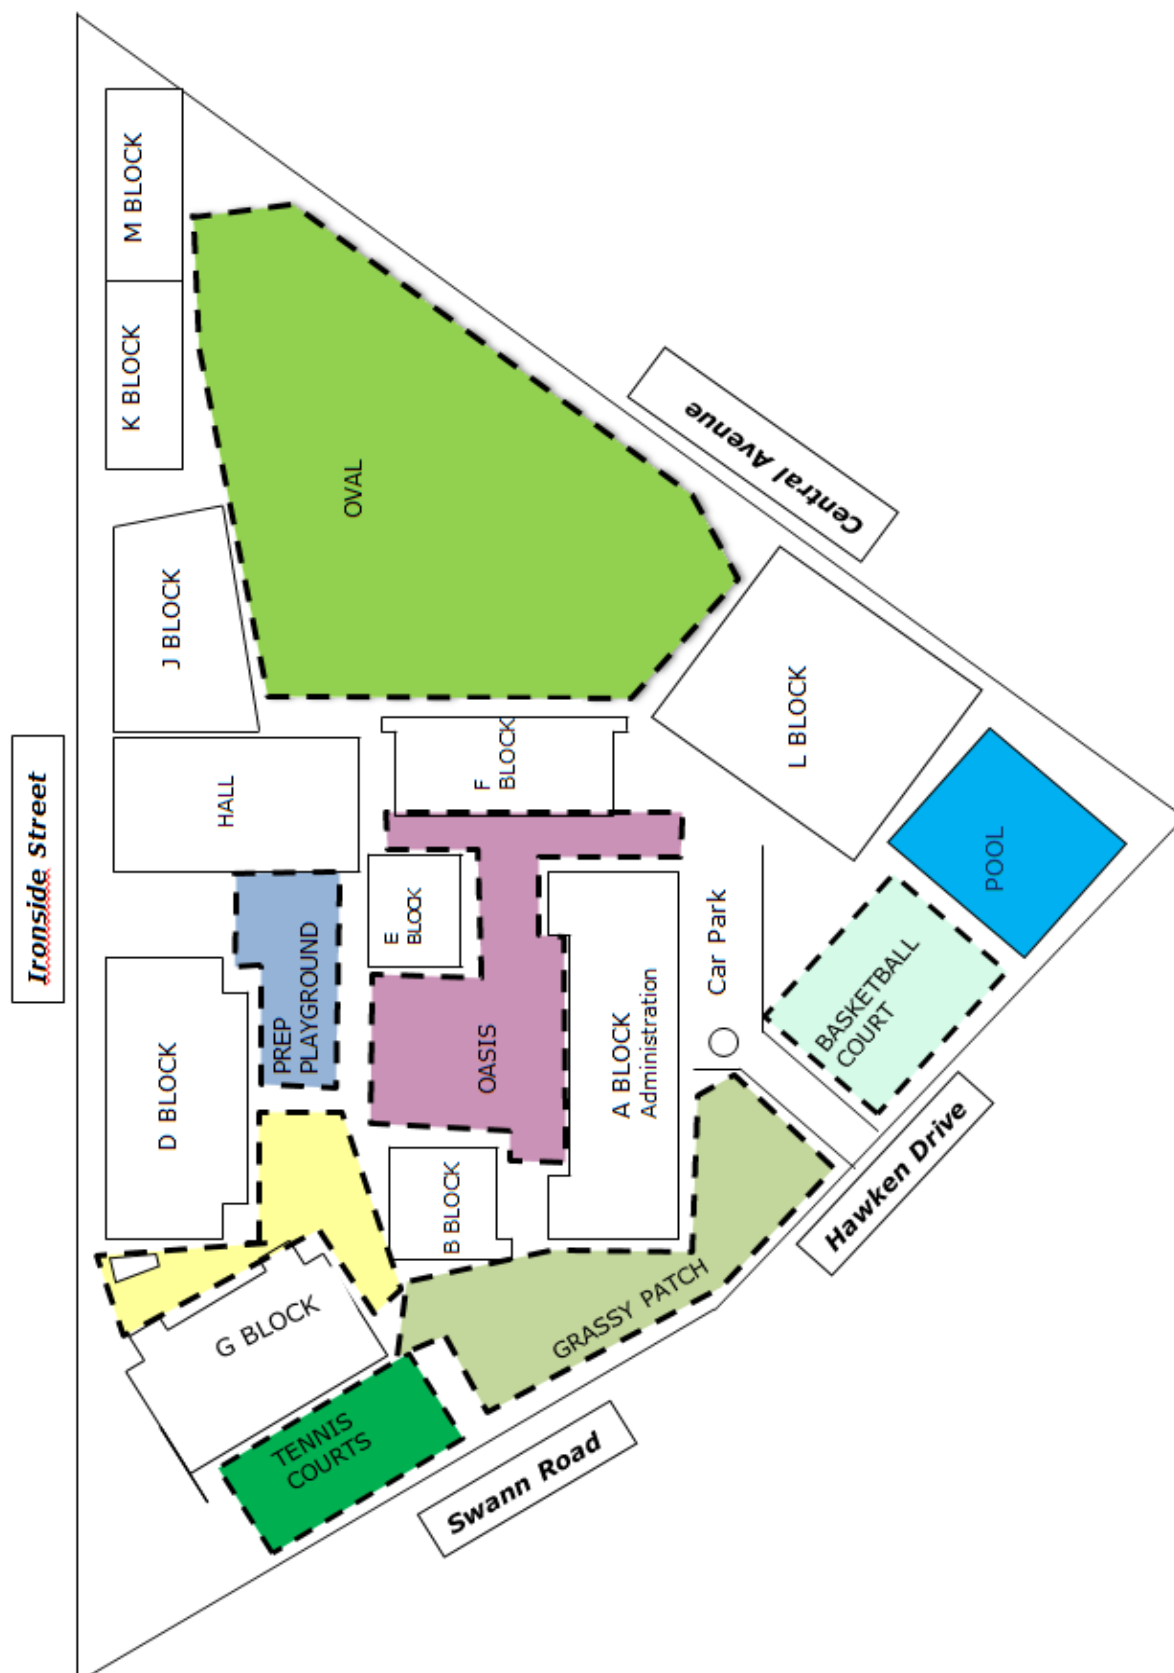 M BLOCK
K BLOCK
OVAL
Central Avenue
J BLOCK
L BLOCK
F
BLOCK
HALL
Ironside Street
POOL
E
BLOCK
Car Park
BASKETBALL
COURT
PREP
PLAYGROUND
OASIS
A BLOCK
Administration
D BLOCK
B BLOCK
Hawken Drive
GRASSY PATCH
G BLOCK
TENNIS
COURTS
Swann Road